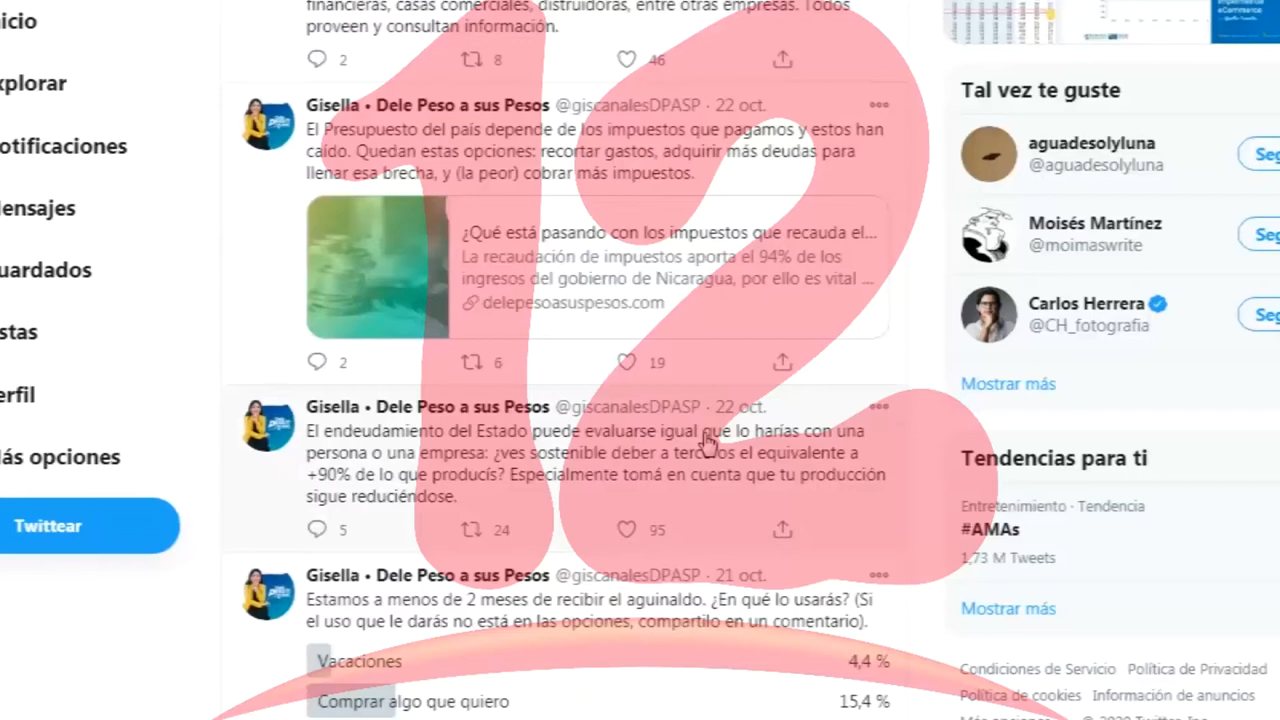 icio
xplorar
otificaciones
ensajes
uardados
stas
erfil
ás opciones
Twittear
financieras, casas comerciales, distruidoras, entre otras empresas. Todos
proveen y consultan información.
2 8 46
Gisella • Dele Peso a sus Pesos @giscanalesDPASP · 22 oct.
El Presupuesto del país depende de los impuestos que pagamos y estos han
caído. Quedan estas opciones: recortar gastos, adquirir más deudas para
llenar esa brecha, y (la peor) cobrar más impuestos.
¿Qué está pasando con los impuestos que recauda el...
La recaudación de impuestos aporta el 94% de los
ingresos del gobierno de Nicaragua, por ello es vital ...
delepesoasuspesos.com
2 6 19
Gisella • Dele Peso a sus Pesos @giscanalesDPASP · 22 oct.
El endeudamiento del Estado puede evaluarse igual que lo harías con una
persona o una empresa: ¿ves sostenible deber a terceros el equivalente a
+90% de lo que producís? Especialmente tomá en cuenta que tu producción
sigue reduciéndose.
5 24 95
Gisella • Dele Peso a sus Pesos @giscanalesDPASP · 21 oct.
Estamos a menos de 2 meses de recibir el aguinaldo. ¿En qué lo usarás? (Si
el uso que le darás no está en las opciones, compartilo en un comentario).
Vacaciones 4,4 %
Comprar algo que quiero 15,4 %
12
eCommerce
Tal vez te guste
aguadesolyluna
@aguadesolyluna
Seg
Moisés Martínez
@moimaswrite
Seg
Carlos Herrera
@CH_fotografia
Seg
Mostrar más
Tendencias para ti
Entretenimiento · Tendencia
#AMAs
1,73 M Tweets
Mostrar más
Condiciones de Servicio Política de Privacidad
Política de cookies Información de anuncios
Más opciones © 2020 Twitter, Inc.